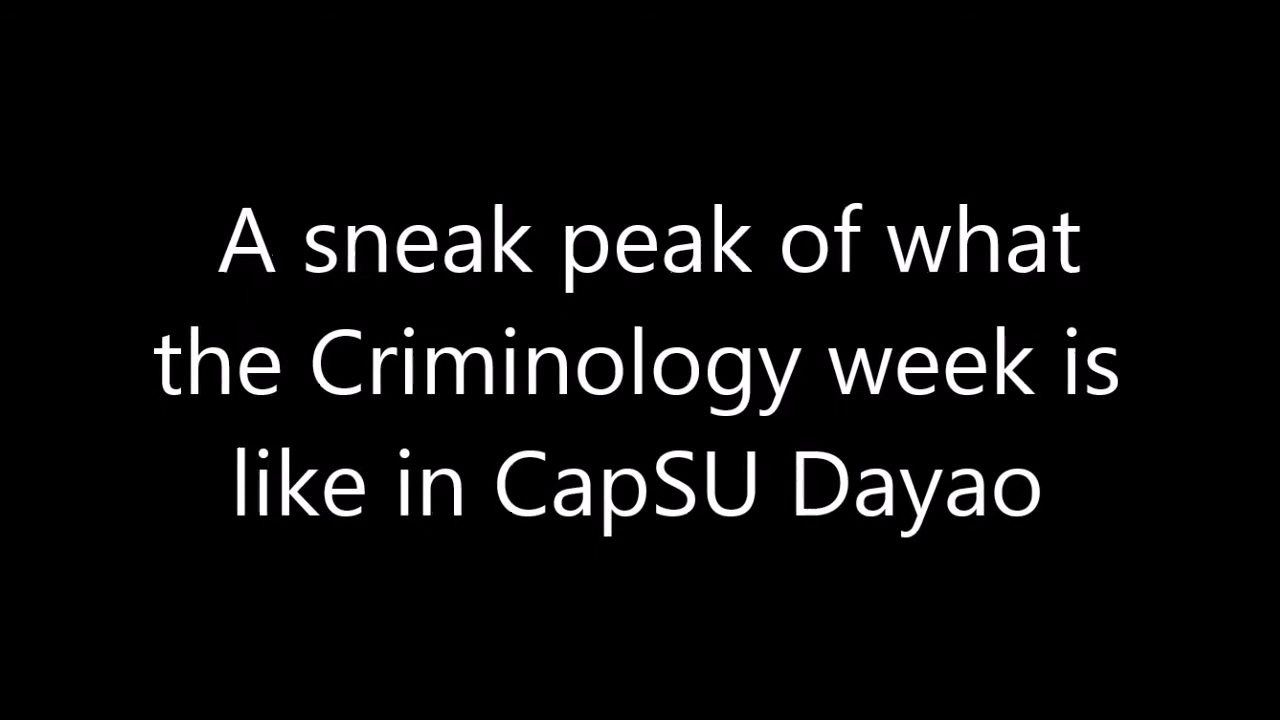 A sneak peak of what
the Criminology week is
like in CapSU Dayao